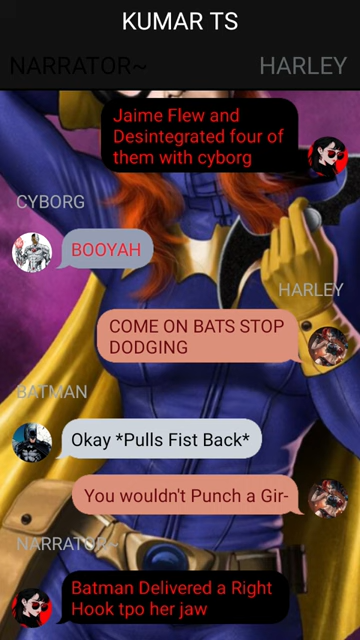 KUMAR TS
NARRATOR~
HARLEY
Jaime Flew and
Desintegrated four of
them with cyborg
CYBORG
BOOYAH
HARLEY
COME ON BATS STOP
DODGING
BATMAN
Okay *Pulls Fist Back*
You wouldn't Punch a Gir-
NARRATOR~
Batman Delivered a Right
Hook tpo her jaw